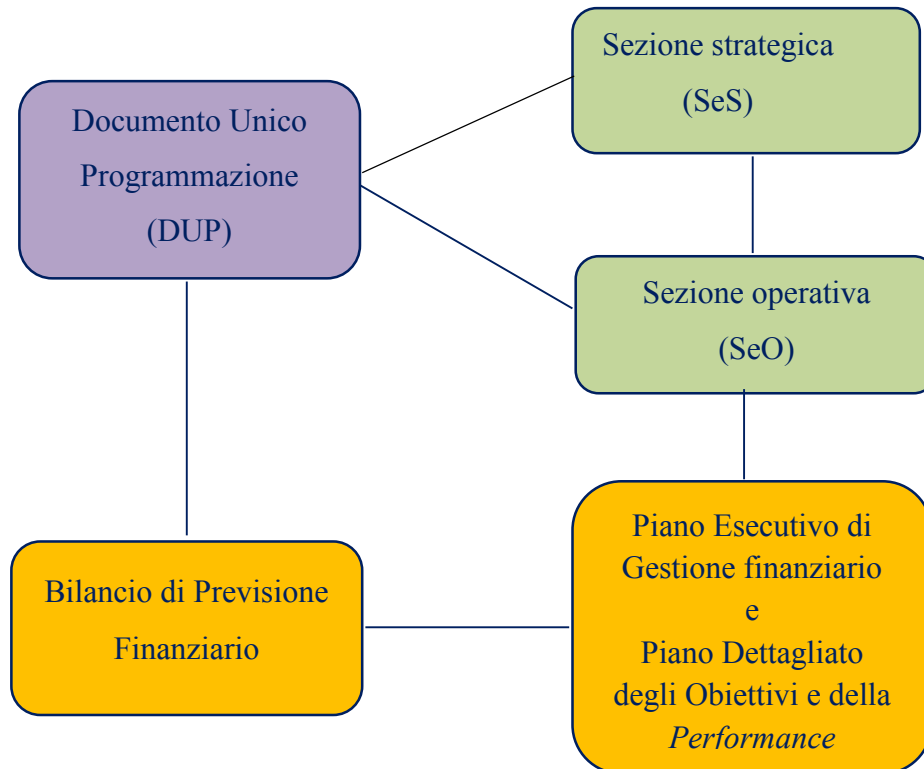 Documento Unico
Programmazione
(DUP)
Sezione strategica
(SeS)
Sezione operativa
(SeO)
Bilancio di Previsione
Finanziario
Piano Esecutivo di
Gestione finanziario
e
Piano Dettagliato
degli Obiettivi e della
Performance